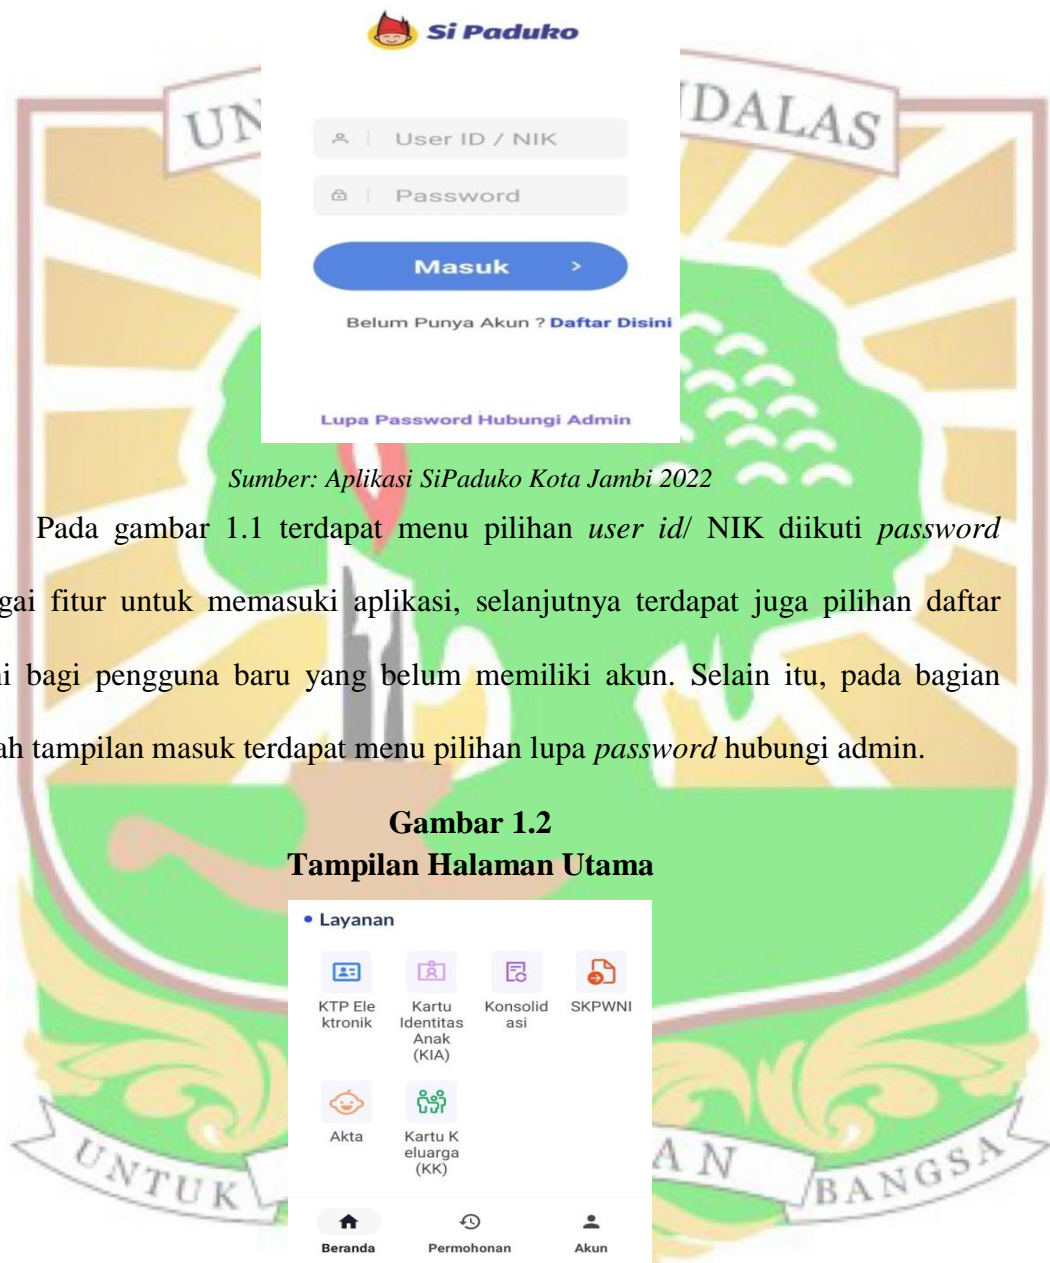 Si Paduko
UN
DALAS
User ID / NIK
Password
Masuk >
Belum Punya Akun ? Daftar Disini
Lupa Password Hubungi Admin
Sumber: Aplikasi SiPaduko Kota Jambi 2022
Pada gambar 1.1 terdapat menu pilihan user id/ NIK diikuti password
gai fitur untuk memasuki aplikasi, selanjutnya terdapat juga pilihan daftar
ni bagi pengguna baru yang belum memiliki akun. Selain itu, pada bagian
ah tampilan masuk terdapat menu pilihan lupa password hubungi admin.
Gambar 1.2
Tampilan Halaman Utama
• Layanan
KTP Ele
ktronik
Kartu
Identitas
Anak
(KIA)
Konsolid
asi
SKPWNI
Akta
Kartu K
eluarga
(KK)
UNTUK
AN
BANGSA
Beranda
Permohonan
Akun